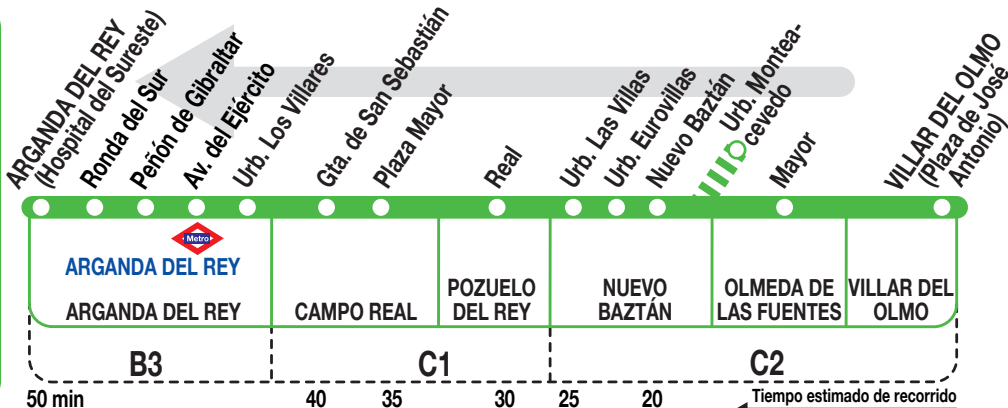 ARGANDA DEL REY
(Hospital del Sureste)
Ronda del Sur
Peñón de Gibraltar
Av. del Ejército
Urb. Los Villares
Gta. de San Sebastián
Plaza Mayor
Real
Urb. Las Villas
Urb. Eurovillas
Nuevo Baztán
Urb. Montea-
cevedo
Mayor
VILLAR DEL OLMO
(Plaza de José
Antonio)
Metro
ARGANDA DEL REY
ARGANDA DEL REY
CAMPO REAL
POZUELO
DEL REY
NUEVO
BAZTÁN
OLMEDA DE
LAS FUENTES
VILLAR DEL
OLMO
B3 C1 C2
50 min 40 35 30 25 20 Tiempo estimado de recorrido